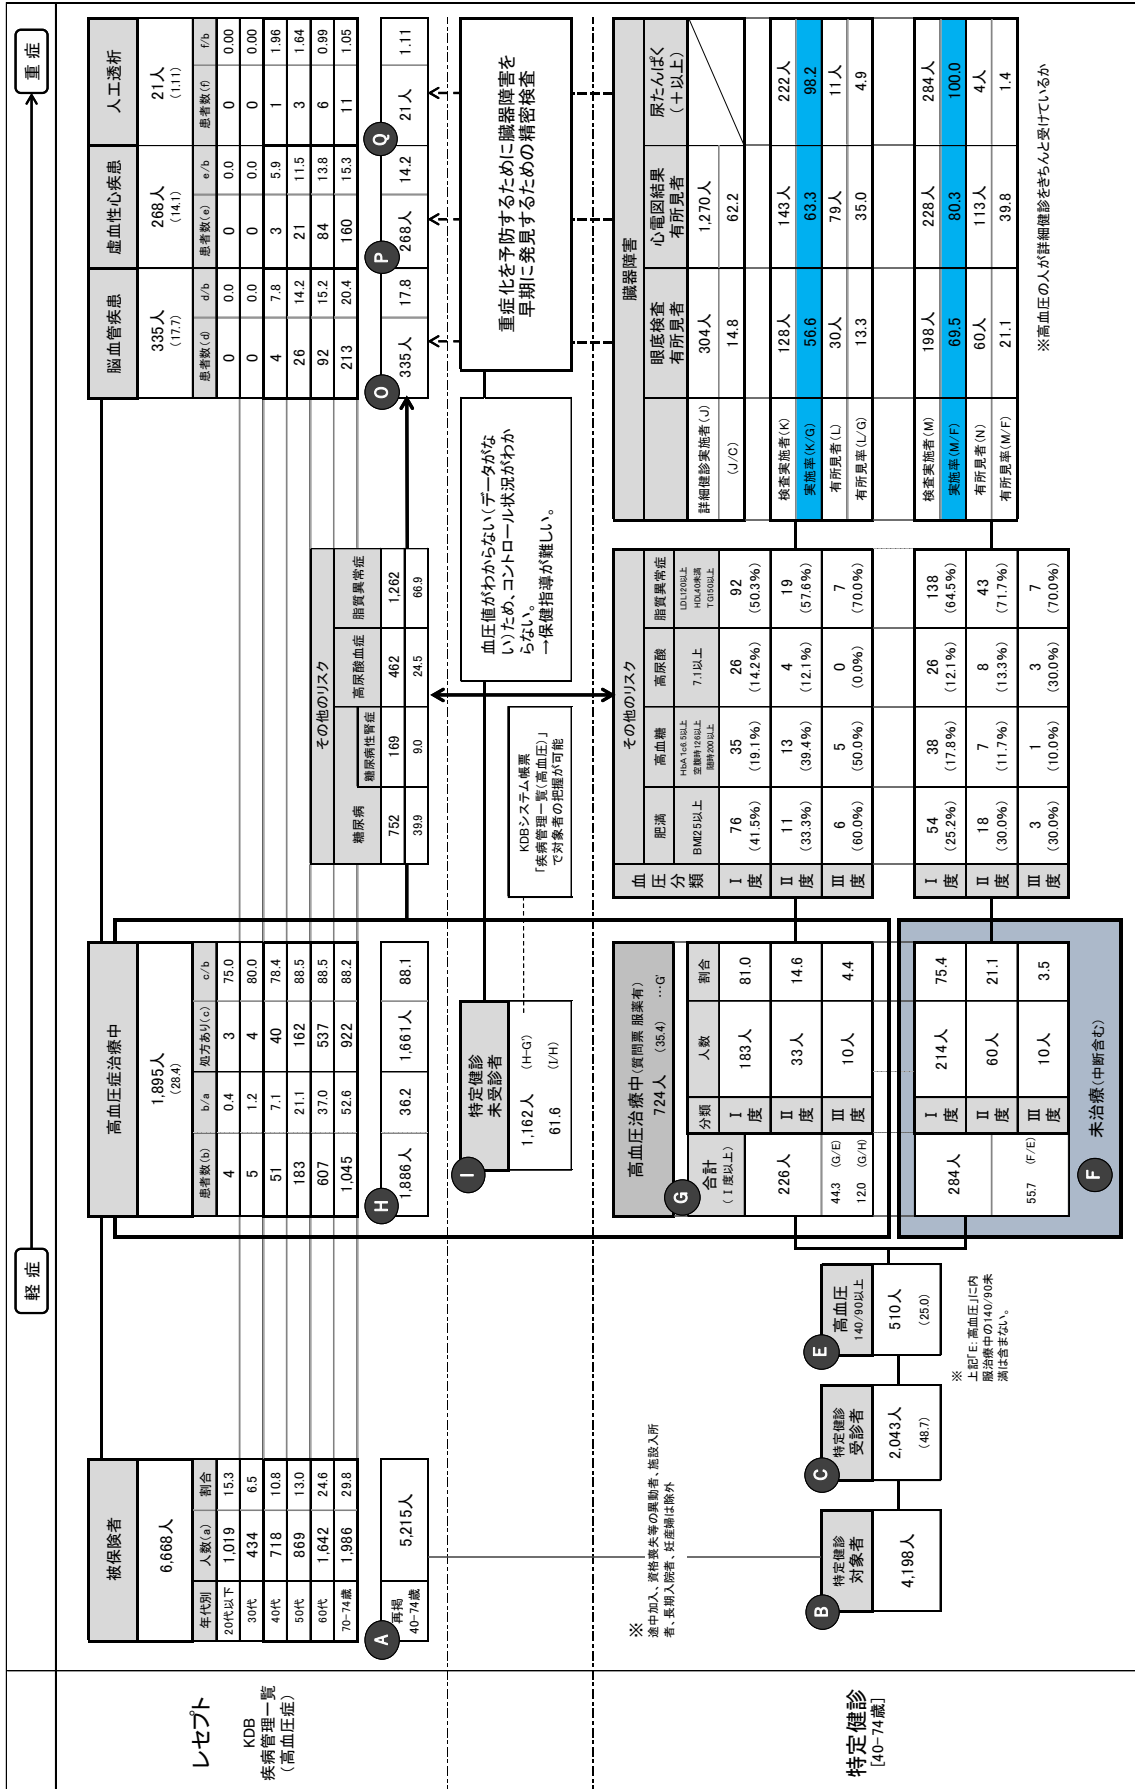 軽症
重症
レセプト
KDB
疾病管理一覧
(高血圧症)
被保険者
6,668人
年代別 人数(a) 割合
20代以下 1,019 15.3
30代 434 6.5
40代 718 10.8
50代 869 13.0
60代 1,642 24.6
70-74歳 1,986 29.8
A
再掲
40-74歳
5,215人
高血圧症治療中
1,895人
(28.4)
患者数(b) b/a 処方あり(c) c/b
4 0.4 3 75.0
5 1.2 4 80.0
51 7.1 40 78.4
183 21.1 162 88.5
607 37.0 537 88.5
1,045 52.6 922 88.2
H
1,886人 36.2 1,661人 88.1
その他のリスク
糖尿病 糖尿病性腎症 高尿酸血症 脂質異常症
752 169 462 1,262
39.9 9.0 24.5 66.9
脳血管疾患 虚血性心疾患 人工透析
335人 268人 21人
(17.7) (14.1) (1.11)
患者数(d) d/b 患者数(e) e/b 患者数(f) f/b
0 0.0 0 0.0 0 0.00
0 0.0 0 0.0 0 0.00
4 7.8 3 5.9 1 1.96
26 14.2 21 11.5 3 1.64
92 15.2 84 13.8 6 0.99
213 20.4 160 15.3 11 1.05
O P Q
335人 17.8 268人 14.2 21人 1.11
I
特定健診
未受診者
1,162人 (H-G')
61.6 (I/H)
KDBシステム帳票
「疾病管理一覧(高血圧)」
で対象者の把握が可能
血圧値がわからない(データがな
い)ため、コントロール状況がわか
らない。
→保健指導が難しい。
重症化を予防するために臓器障害を
早期に発見するための精密検査
特定健診
[40-74歳]
※
途中加入、資格喪失等の異動者、施設入所
者、長期入院者、妊産婦は除外
B
特定健診
対象者
4,198人
C
特定健診
受診者
2,043人
(48.7)
E
高血圧
140/90以上
510人
(25.0)
※
上記「E:高血圧」に内
服治療中の140/90未
満は含まない。
高血圧治療中(質問票 服薬有)
724人 (35.4) …G'
G
合計
(Ⅰ度以上)
分類 人数 割合
226人
44.3 (G/E)
12.0 (G/H)
Ⅰ度 183人 81.0
Ⅱ度 33人 14.6
Ⅲ度 10人 4.4
284人
55.7 (F/E)
Ⅰ度 214人 75.4
Ⅱ度 60人 21.1
Ⅲ度 10人 3.5
F
未治療(中断含む)
血圧分類
その他のリスク
肥満 高血糖 高尿酸 脂質異常症
BMI25以上
HbA1c6.5以上
空腹時126以上
随時200以上
7.1以上
LDL120以上
HDL40未満
TG150以上
Ⅰ度 76 35 26 92
(41.5%) (19.1%) (14.2%) (50.3%)
Ⅱ度 11 13 4 19
(33.3%) (39.4%) (12.1%) (57.6%)
Ⅲ度 6 5 0 7
(60.0%) (50.0%) (0.0%) (70.0%)
Ⅰ度 54 38 26 138
(25.2%) (17.8%) (12.1%) (64.5%)
Ⅱ度 18 7 8 43
(30.0%) (11.7%) (13.3%) (71.7%)
Ⅲ度 3 1 3 7
(30.0%) (10.0%) (30.0%) (70.0%)
臓器障害
眼底検査
有所見者
心電図結果
有所見者
尿たんぱく
(+以上)
詳細健診実施者(J) 304人 1,270人
(J/C) 14.8 62.2
検査実施者(K) 128人 143人 222人
実施率(K/G) 56.6 63.3 98.2
有所見者(L) 30人 79人 11人
有所見率(L/G) 13.3 35.0 4.9
検査実施者(M) 198人 228人 284人
実施率(M/F) 69.5 80.3 100.0
有所見者(N) 60人 113人 4人
有所見率(M/F) 21.1 39.8 1.4
※高血圧の人が詳細健診をきちんと受けているか